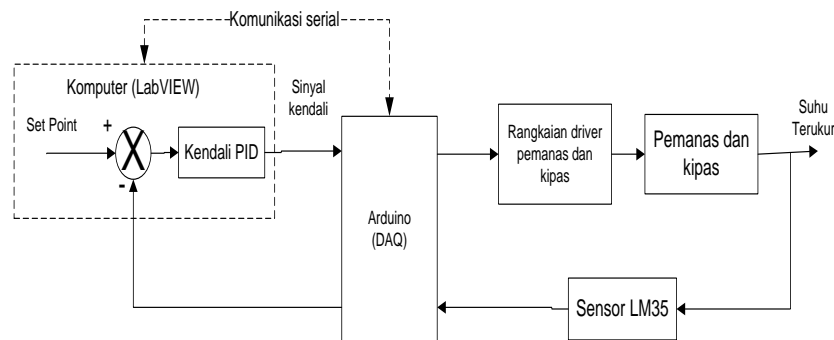 Komunikasi serial
Komputer (LabVIEW)
Set Point
+
X
-
Kendali PID
Sinyal
kendali
Arduino
(DAQ)
Rangkaian driver
pemanas dan
kipas
Pemanas dan
kipas
Suhu
Terukur
Sensor LM35